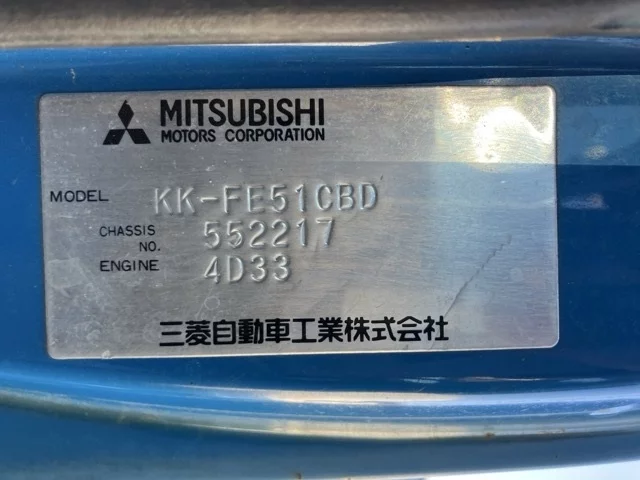 MITSUBISHI
MOTORS CORPORATION
MODEL KK-FE51CBD
CHASSIS NO. 552217
ENGINE 4D33
三菱自動車工業株式会社